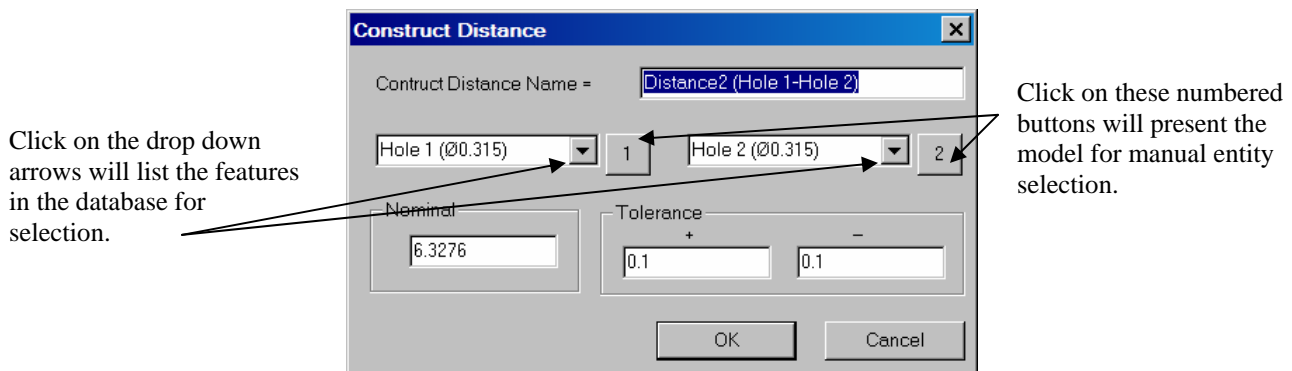 Construct Distance
Contruct Distance Name =
Distance2 (Hole 1-Hole 2)
Click on the drop down
arrows will list the features
in the database for
selection.
Hole 1 (Ø0.315)
1
Hole 2 (Ø0.315)
2
Click on these numbered
buttons will present the
model for manual entity
selection.
Nominal
6.3276
Tolerance
+
0.1
–
0.1
OK
Cancel